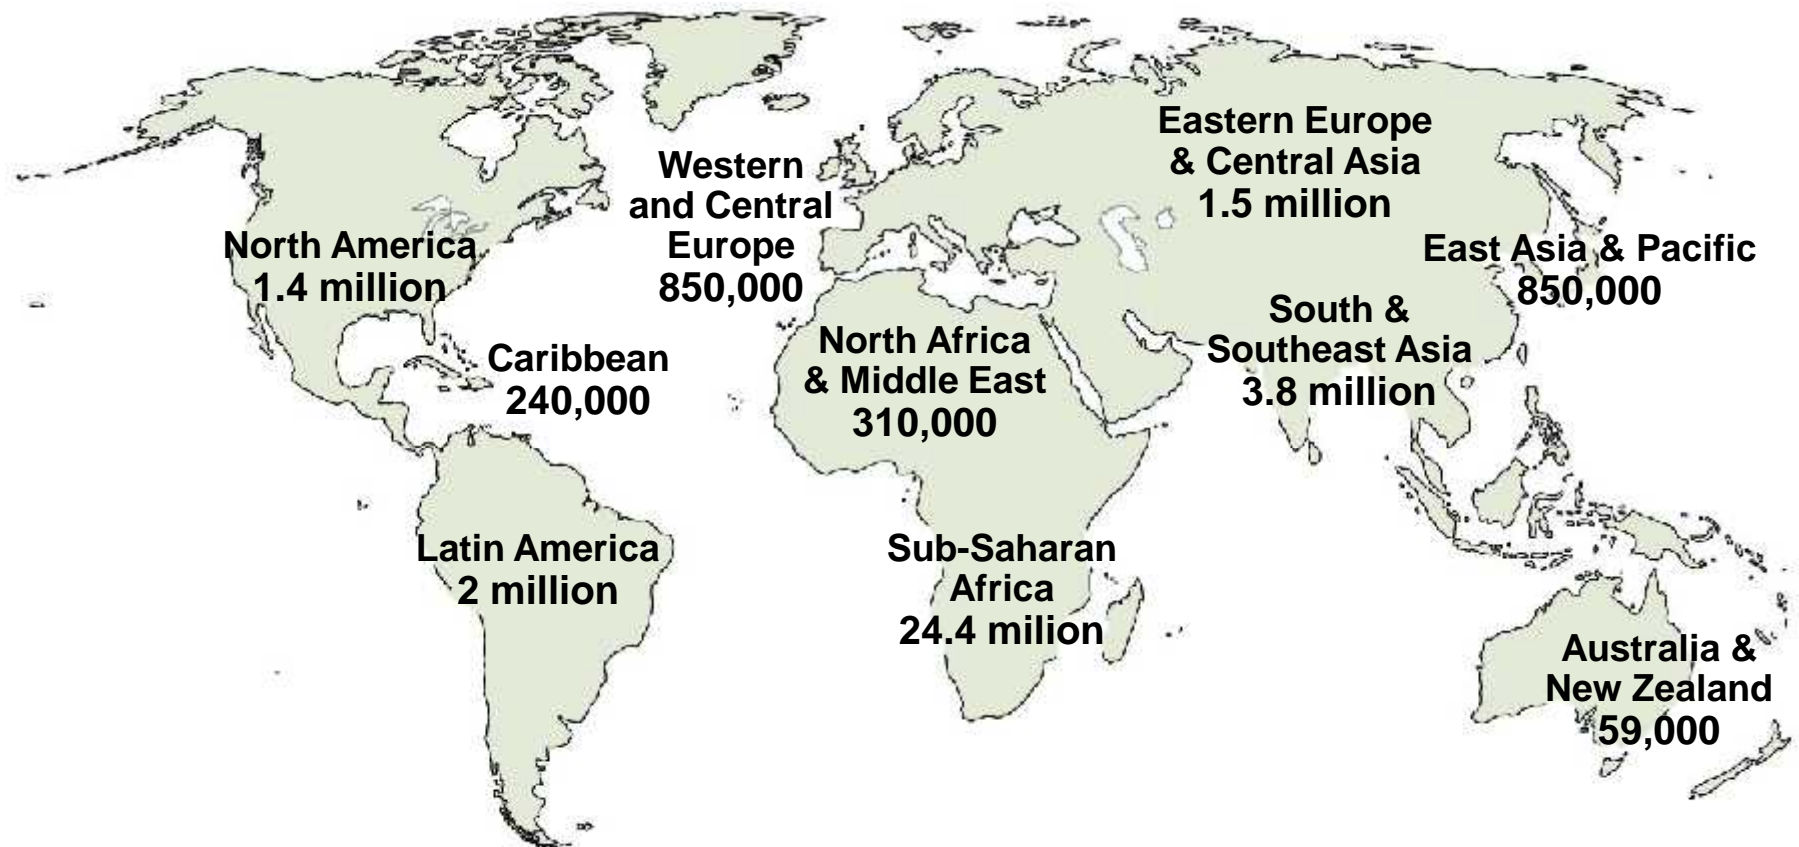 North America
1.4 million
Caribbean
240,000
Latin America
2 million
Western
and Central
Europe
850,000
North Africa
& Middle East
310,000
Sub-Saharan
Africa
24.4 milion
Eastern Europe
& Central Asia
1.5 million
South &
Southeast Asia
3.8 million
East Asia & Pacific
850,000
Australia &
New Zealand
59,000